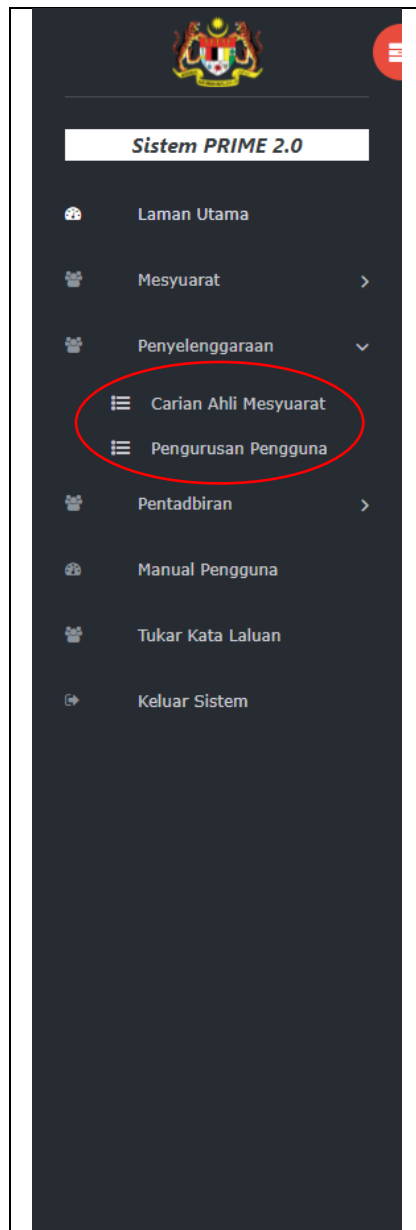 Sistem PRIME 2.0
Laman Utama
Mesyuarat
Penyelenggaraan
Carian Ahli Mesyuarat
Pengurusan Pengguna
Pentadbiran
Manual Pengguna
Tukar Kata Laluan
Keluar Sistem